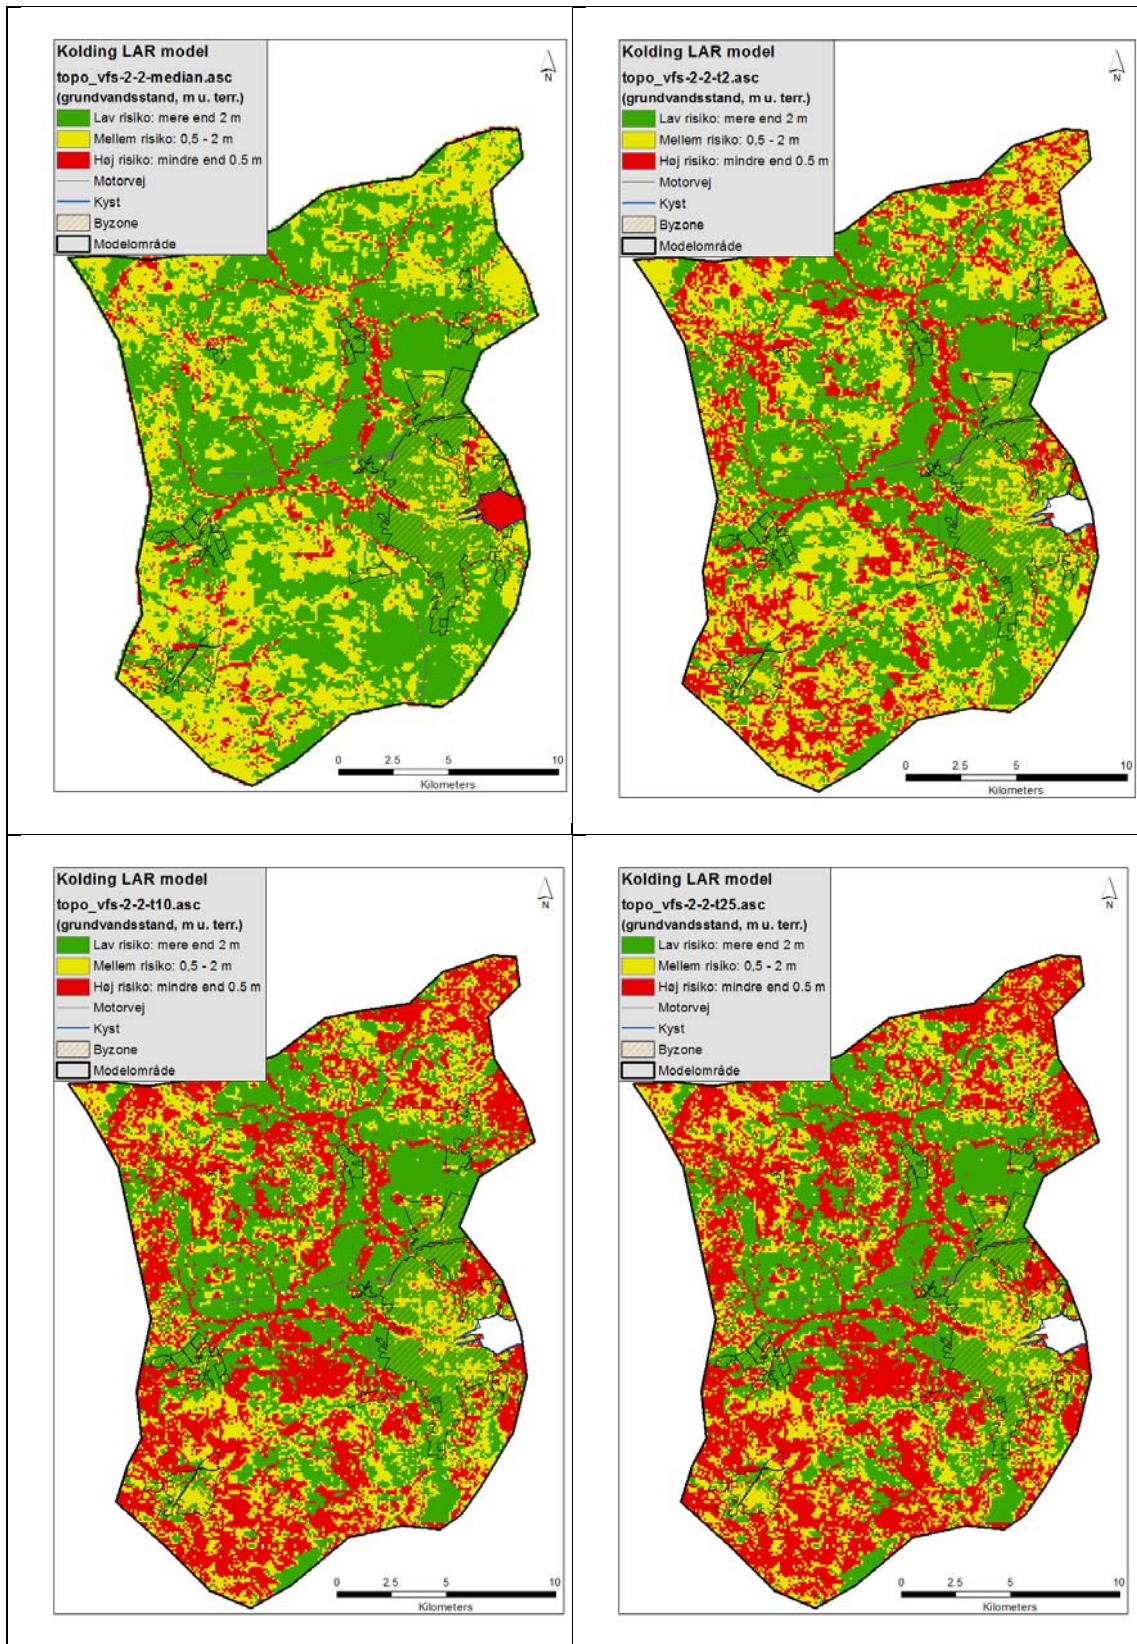 Kolding LAR model
topo_vfs-2-2-median.asc
(grundvandsstand, m u. terr.)
Lav risiko: mere end 2 m
Mellem risiko: 0,5 - 2 m
Høj risiko: mindre end 0.5 m
Motorvej
Kyst
Byzone
Modelområde
N
0 2.5 5 10
Kilometers
Kolding LAR model
topo_vfs-2-2-t2.asc
(grundvandsstand, m u. terr.)
Lav risiko: mere end 2 m
Mellem risiko: 0,5 - 2 m
Høj risiko: mindre end 0.5 m
Motorvej
Kyst
Byzone
Modelområde
N
0 2.5 5 10
Kilometers
Kolding LAR model
topo_vfs-2-2-t10.asc
(grundvandsstand, m u. terr.)
Lav risiko: mere end 2 m
Mellem risiko: 0,5 - 2 m
Høj risiko: mindre end 0.5 m
Motorvej
Kyst
Byzone
Modelområde
N
0 2.5 5 10
Kilometers
Kolding LAR model
topo_vfs-2-2-t25.asc
(grundvandsstand, m u. terr.)
Lav risiko: mere end 2 m
Mellem risiko: 0,5 - 2 m
Høj risiko: mindre end 0.5 m
Motorvej
Kyst
Byzone
Modelområde
N
0 2.5 5 10
Kilometers